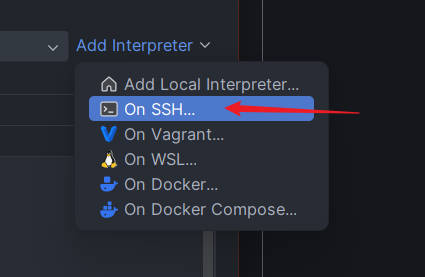 Add Interpreter
Add Local Interpreter...
On SSH...
On Vagrant...
On WSL...
On Docker...
On Docker Compose...